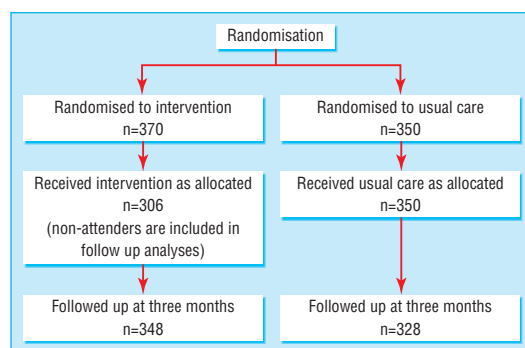 Randomisation
Randomised to intervention
n=370
Randomised to usual care
n=350
Received intervention as allocated
n=306
(non-attenders are included in
follow up analyses)
Received usual care as allocated
n=350
Followed up at three months
n=348
Followed up at three months
n=328